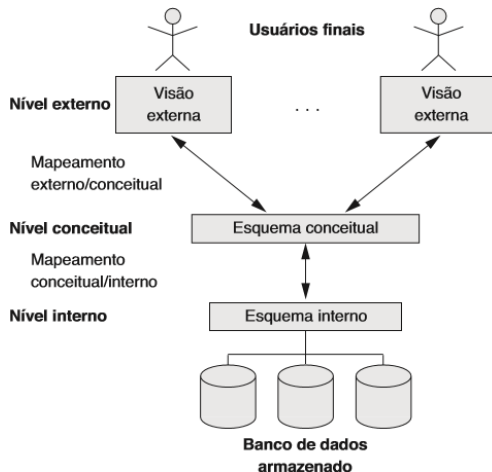 Usuários finais
Nível externo
Visão
externa
. . .
Visão
externa
Mapeamento
externo/conceitual
Nível conceitual
Esquema conceitual
Mapeamento
conceitual/interno
Nível interno
Esquema interno
Banco de dados
armazenado